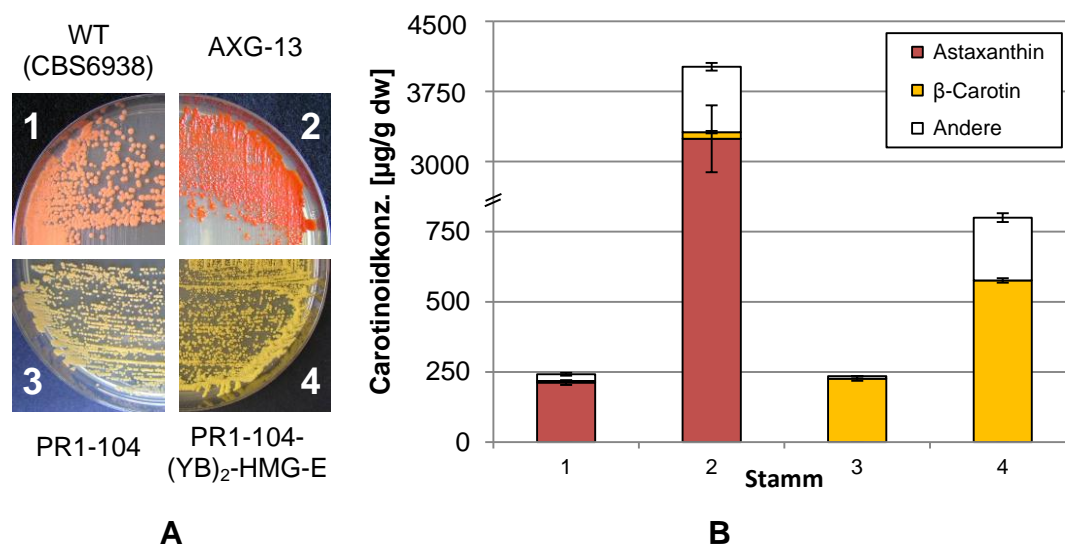 WT
(CBS6938)
AXG-13
1
2
3
4
PR1-104
PR1-104-
(YB)₂-HMG-E
A
Carotinoidkonz. [µg/g dw]
4500
3750
3000
750
500
250
0
Astaxanthin
β-Carotin
Andere
1
2
3
4
Stamm
B